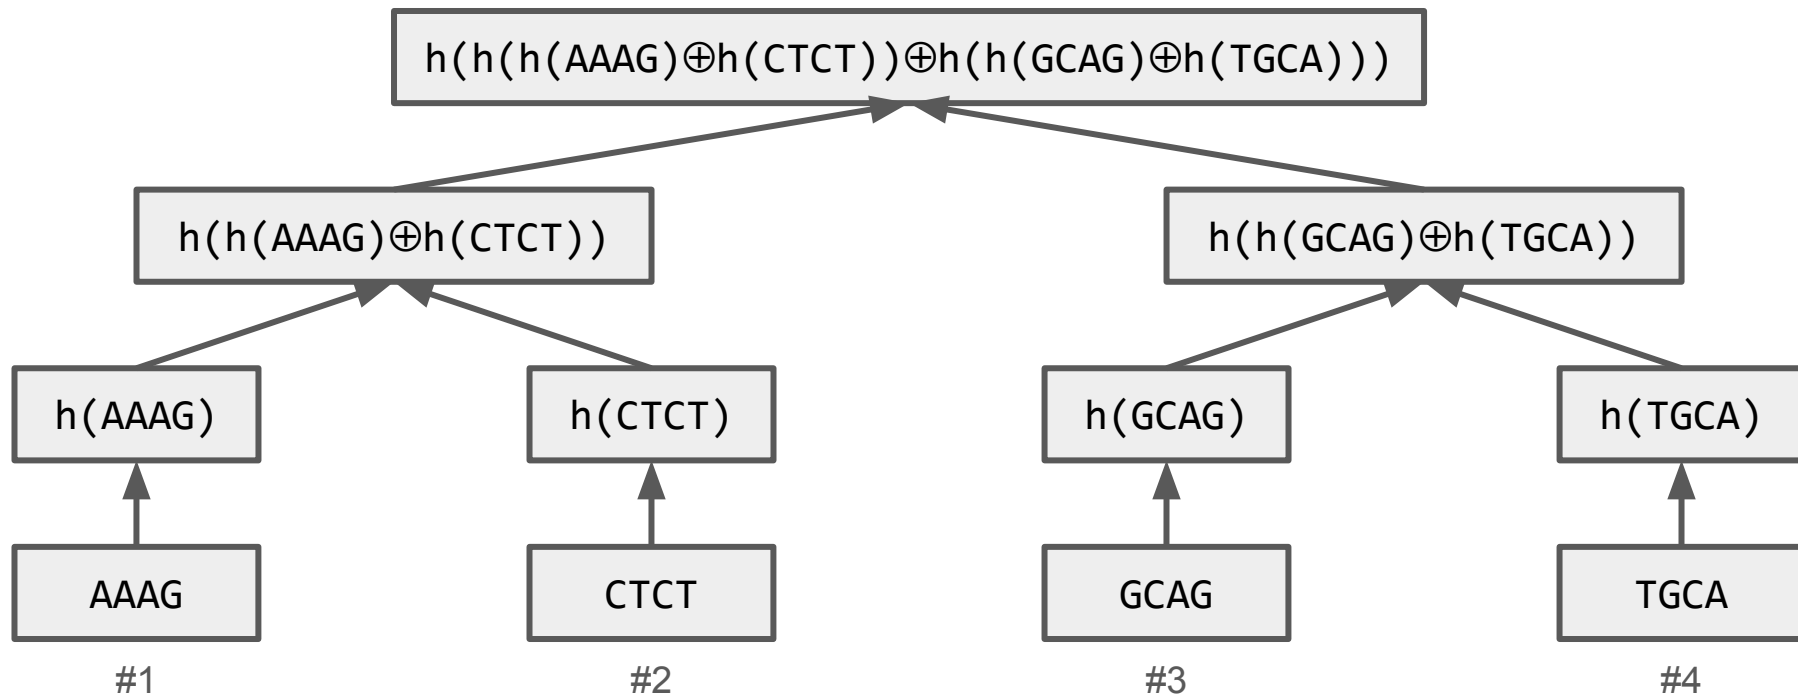 h(h(h(AAAG)⊕h(CTCT))⊕h(h(GCAG)⊕h(TGCA)))
h(h(AAAG)⊕h(CTCT))
h(h(GCAG)⊕h(TGCA))
h(AAAG)
h(CTCT)
h(GCAG)
h(TGCA)
AAAG
CTCT
GCAG
TGCA
#1
#2
#3
#4